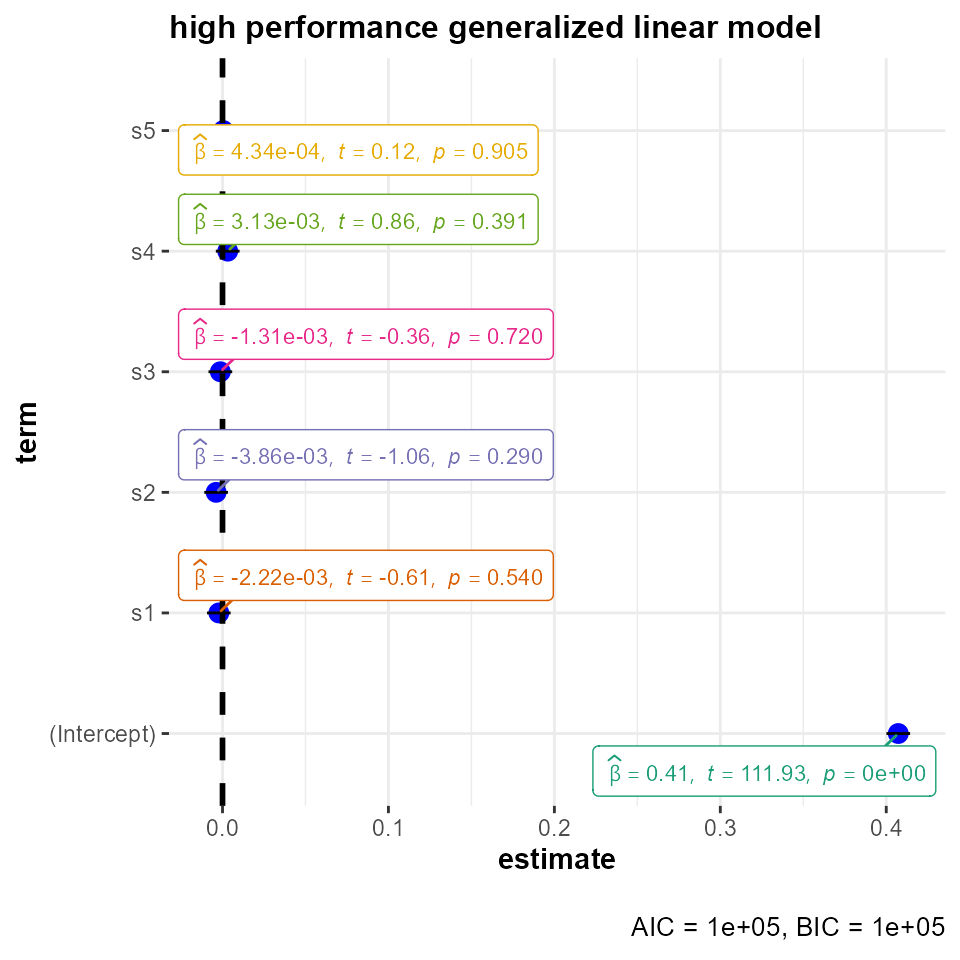 high performance generalized linear model
s5
β̂ = 4.34e-04, t = 0.12, p = 0.905
β̂ = 3.13e-03, t = 0.86, p = 0.391
s4
β̂ = -1.31e-03, t = -0.36, p = 0.720
s3
term
β̂ = -3.86e-03, t = -1.06, p = 0.290
s2
β̂ = -2.22e-03, t = -0.61, p = 0.540
s1
(Intercept)
β̂ = 0.41, t = 111.93, p = 0e+00
0.0 0.1 0.2 0.3 0.4
estimate
AIC = 1e+05, BIC = 1e+05